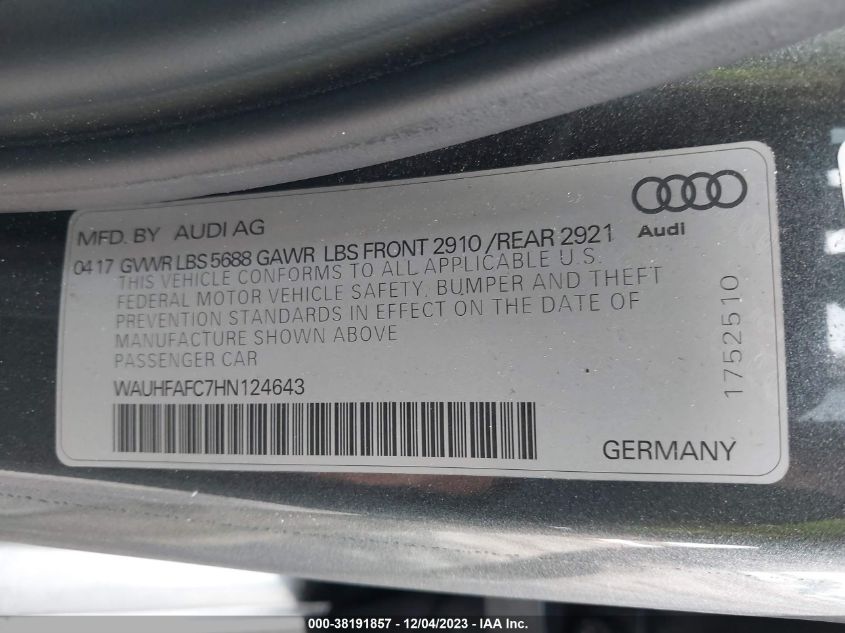 MFD. BY AUDI AG
Audi
04 17 GVWR LBS 5688 GAWR LBS FRONT 2910 /REAR 2921
THIS VEHICLE CONFORMS TO ALL APPLICABLE U.S.
FEDERAL MOTOR VEHICLE SAFETY, BUMPER AND THEFT
PREVENTION STANDARDS IN EFFECT ON THE DATE OF
MANUFACTURE SHOWN ABOVE
PASSENGER CAR
WAUHFAFC7HN124643
1752510
GERMANY
000-38191857 - 12/04/2023 - IAA Inc.